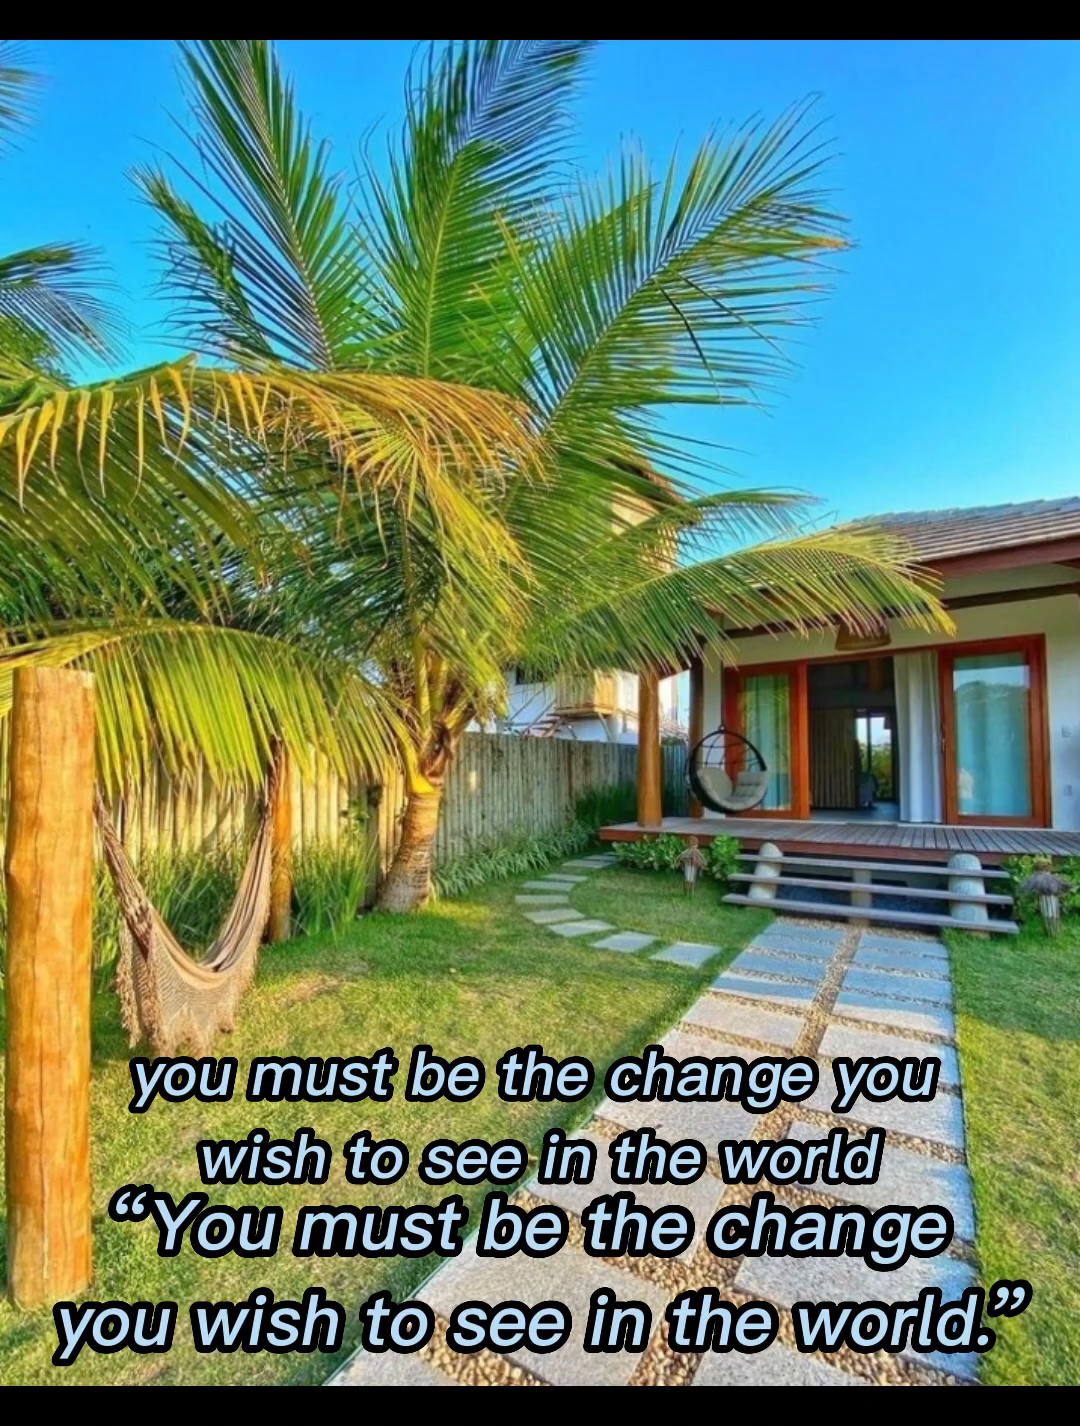 you must be the change you
wish to see in the world
“You must be the change
you wish to see in the world.”